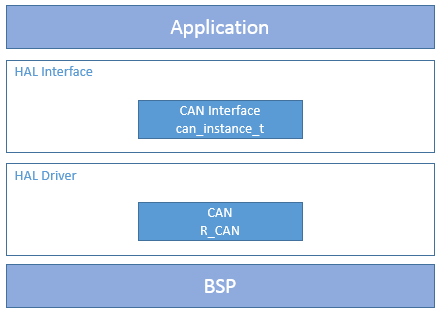 Application
HAL Interface
CAN Interface
can_instance_t
HAL Driver
CAN
R_CAN
BSP